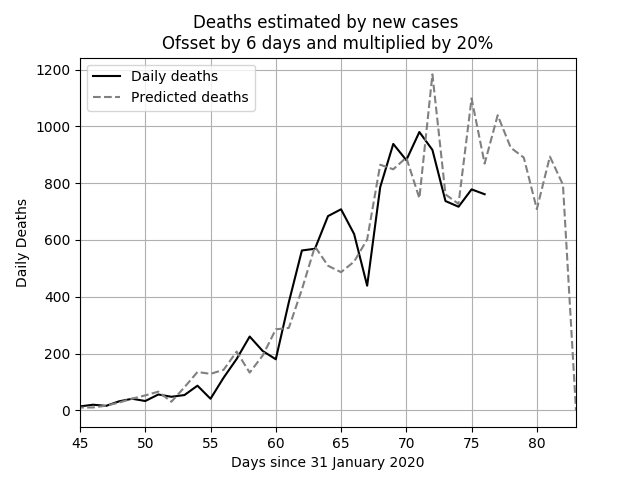 Deaths estimated by new cases
Ofsset by 6 days and multiplied by 20%
Daily deaths
Predicted deaths
1200
1000
800
600
400
200
0
Daily Deaths
45 50 55 60 65 70 75 80
Days since 31 January 2020